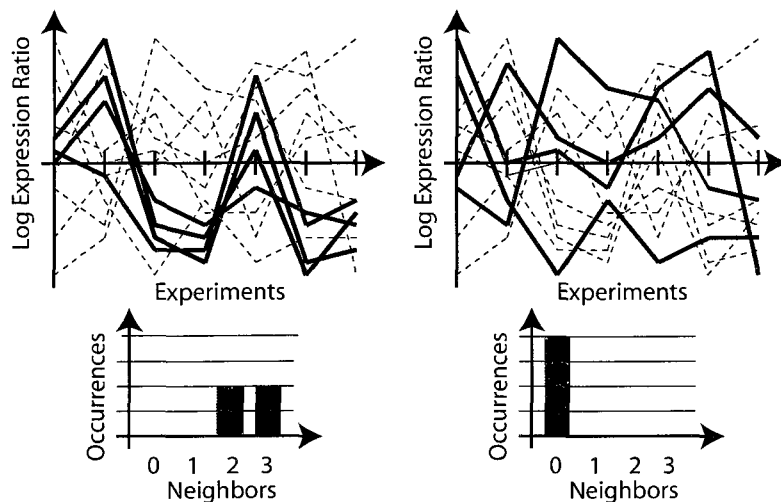 Log Expression Ratio
Experiments
Occurrences
0 1 2 3
Neighbors
Log Expression Ratio
Experiments
Occurrences
0 1 2 3
Neighbors